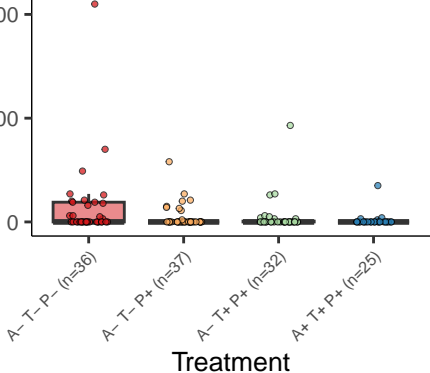 00
00
0
A− T− P− (n=36)
A− T− P+ (n=37)
A− T+ P+ (n=32)
A+ T+ P+ (n=25)
Treatment